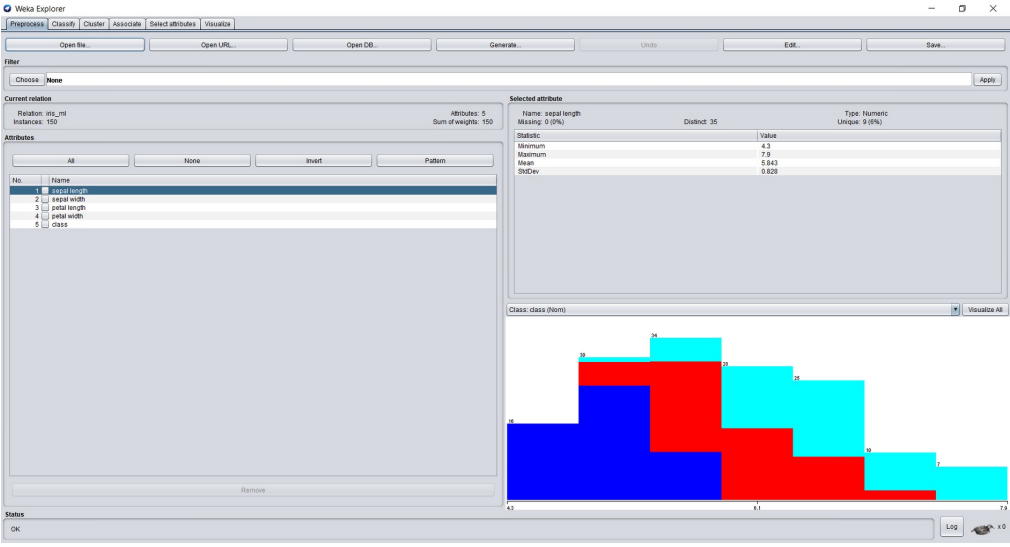 Weka Explorer
Preprocess Classify Cluster Associate Select attributes Visualize
Open file... Open URL... Open DB... Generate... Undo Edit... Save...
Filter
Choose None Apply
Current relation
Relation: iris_ml Attributes: 5
Instances: 150 Sum of weights: 150
Attributes
All None Invert Pattern
No. Name
1 sepal length
2 sepal width
3 petal length
4 petal width
5 class
Remove
Selected attribute
Name: sepal length Type: Numeric
Missing: 0 (0%) Distinct: 35 Unique: 9 (6%)
Statistic Value
Minimum 4.3
Maximum 7.9
Mean 5.843
StdDev 0.828
Class: class (Nom) Visualize All
34
30
28
25
16
10
7
4.3 6.1 7.9
Status
OK Log x 0